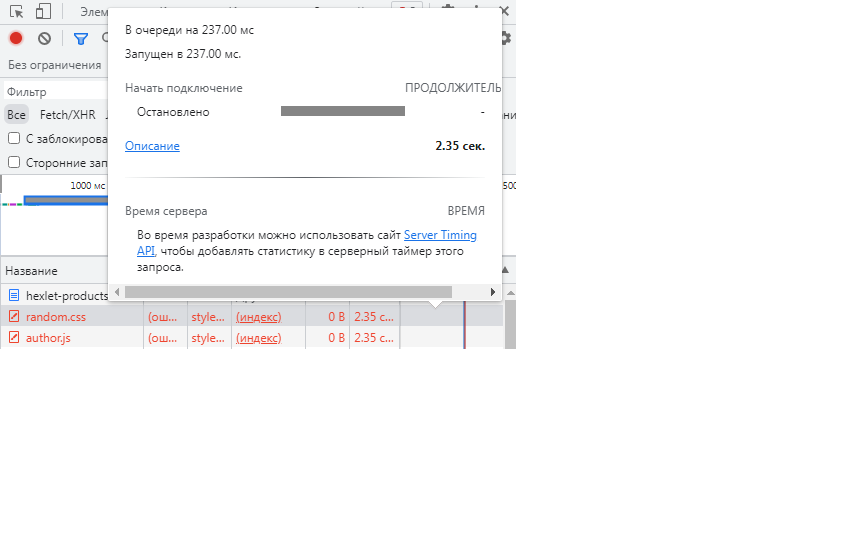 В очереди на 237.00 мс
Запущен в 237.00 мс.
Без ограничения
Начать подключение ПРОДОЛЖИТЕЛЬ
Фильтр
Остановлено -
Все Fetch/XHR
С заблокирова
Описание 2.35 сек.
Сторонние зап
1000 мс 500
Время сервера ВРЕМЯ
Во время разработки можно использовать сайт Server Timing
API, чтобы добавлять статистику в серверный таймер этого
запроса.
Название
hexlet-products
random.css (ош... style... (индекс) 0 B 2.35 с...
author.js (ош... style... (индекс) 0 B 2.35 с...